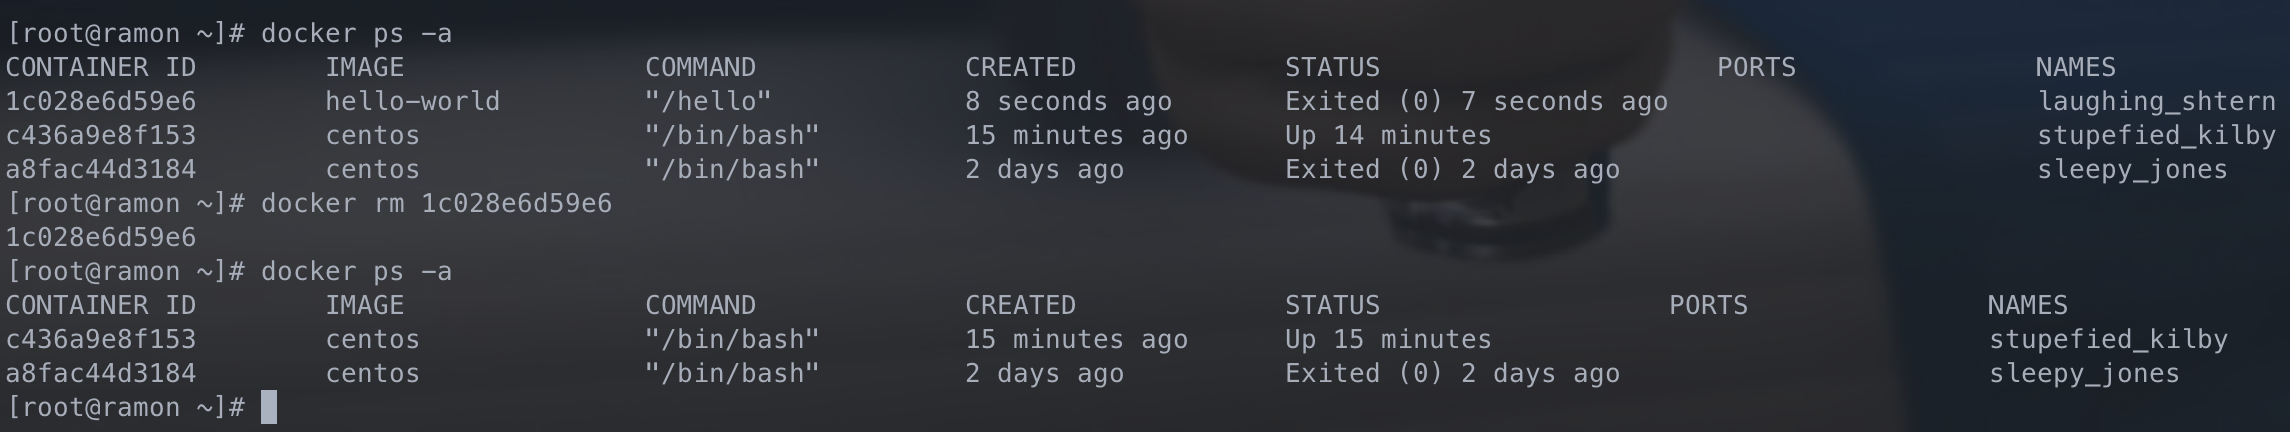 [root@ramon ~]# docker ps -a
CONTAINER ID        IMAGE               COMMAND             CREATED             STATUS                     PORTS               NAMES
1c028e6d59e6        hello-world         "/hello"            8 seconds ago       Exited (0) 7 seconds ago                       laughing_shtern
c436a9e8f153        centos              "/bin/bash"         15 minutes ago      Up 14 minutes                                  stupefied_kilby
a8fac44d3184        centos              "/bin/bash"         2 days ago          Exited (0) 2 days ago                          sleepy_jones
[root@ramon ~]# docker rm 1c028e6d59e6
1c028e6d59e6
[root@ramon ~]# docker ps -a
CONTAINER ID        IMAGE               COMMAND             CREATED             STATUS                  PORTS               NAMES
c436a9e8f153        centos              "/bin/bash"         15 minutes ago      Up 15 minutes                               stupefied_kilby
a8fac44d3184        centos              "/bin/bash"         2 days ago          Exited (0) 2 days ago                       sleepy_jones
[root@ramon ~]#